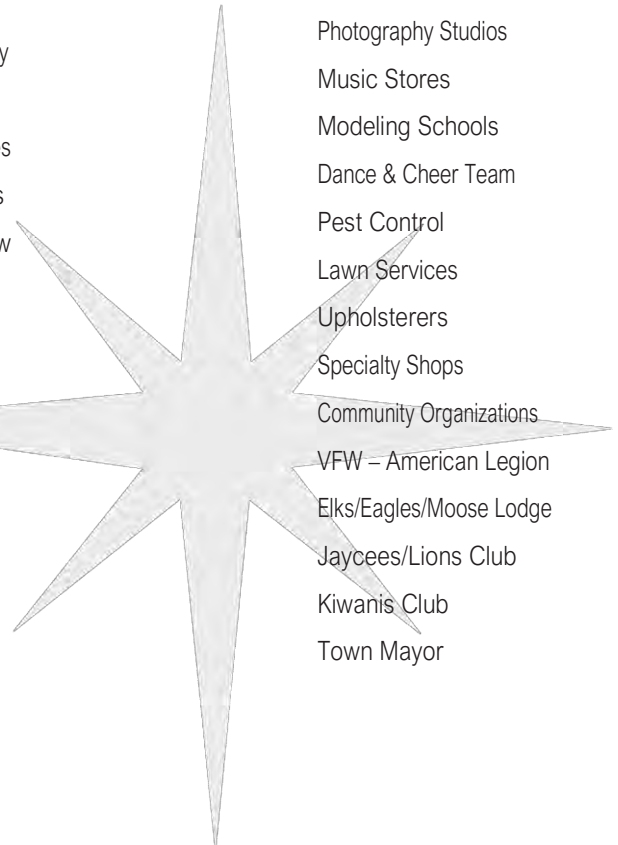 Photography Studios
Music Stores
Modeling Schools
Dance & Cheer Team
Pest Control
Lawn Services
Upholsterers
Specialty Shops
Community Organizations
VFW – American Legion
Elks/Eagles/Moose Lodge
Jaycees/Lions Club
Kiwanis Club
Town Mayor